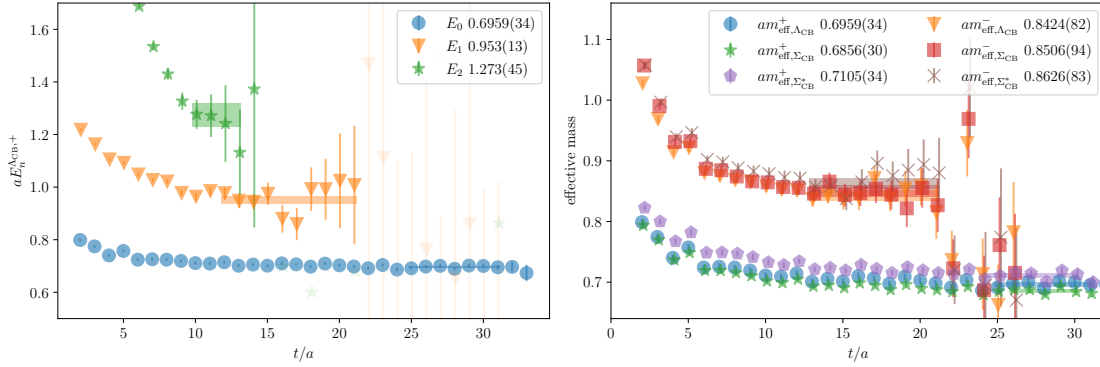 1.6
1.4
1.2
1.0
0.8
0.6
aE_n^{Λ_CB,+}
5 10 15 20 25 30
t/a
E_0 0.6959(34)
E_1 0.953(13)
E_2 1.273(45)
1.1
1.0
0.9
0.8
0.7
effective mass
0 5 10 15 20 25 30
t/a
am^+_{eff,Λ_CB} 0.6959(34)
am^+_{eff,Σ_CB} 0.6856(30)
am^+_{eff,Σ*_CB} 0.7105(34)
am^-_{eff,Λ_CB} 0.8424(82)
am^-_{eff,Σ_CB} 0.8506(94)
am^-_{eff,Σ*_CB} 0.8626(83)